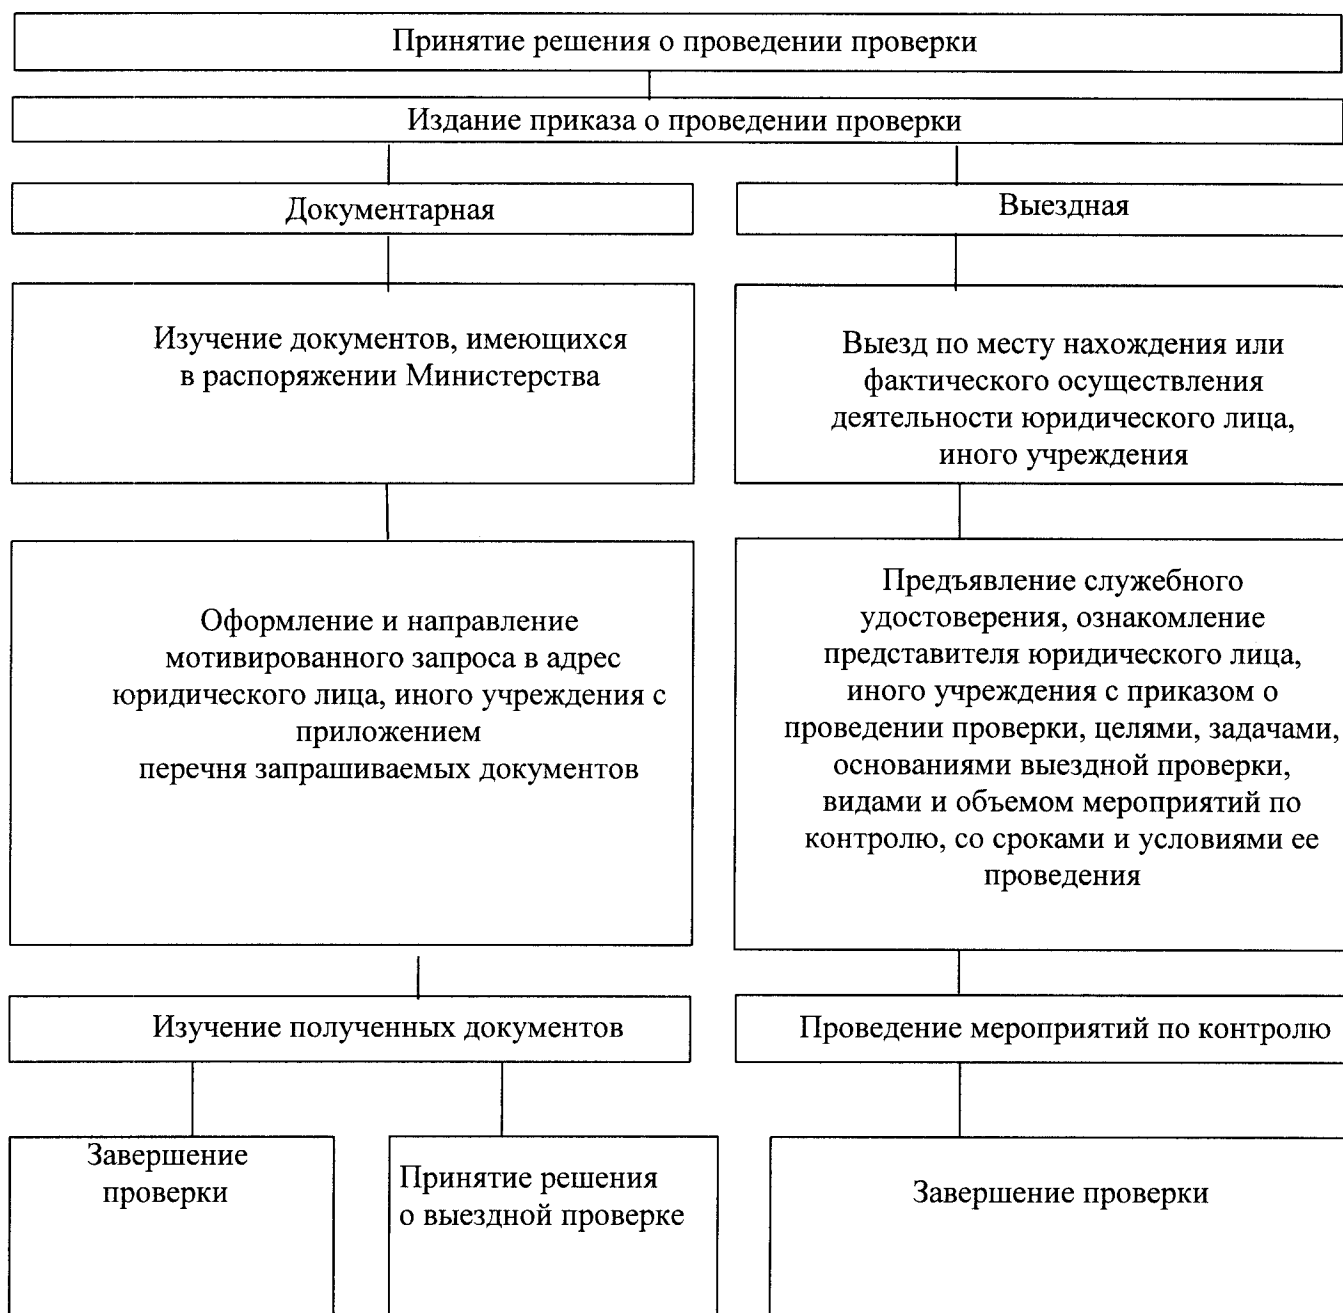 Принятие решения о проведении проверки
Издание приказа о проведении проверки
Документарная
Выездная
Изучение документов, имеющихся
в распоряжении Министерства
Выезд по месту нахождения или
фактического осуществления
деятельности юридического лица,
иного учреждения
Оформление и направление
мотивированного запроса в адрес
юридического лица, иного учреждения с
приложением
перечня запрашиваемых документов
Предъявление служебного
удостоверения, ознакомление
представителя юридического лица,
иного учреждения с приказом о
проведении проверки, целями, задачами,
основаниями выездной проверки,
видами и объемом мероприятий по
контролю, со сроками и условиями ее
проведения
Изучение полученных документов
Проведение мероприятий по контролю
Завершение
проверки
Принятие решения
о выездной проверке
Завершение проверки